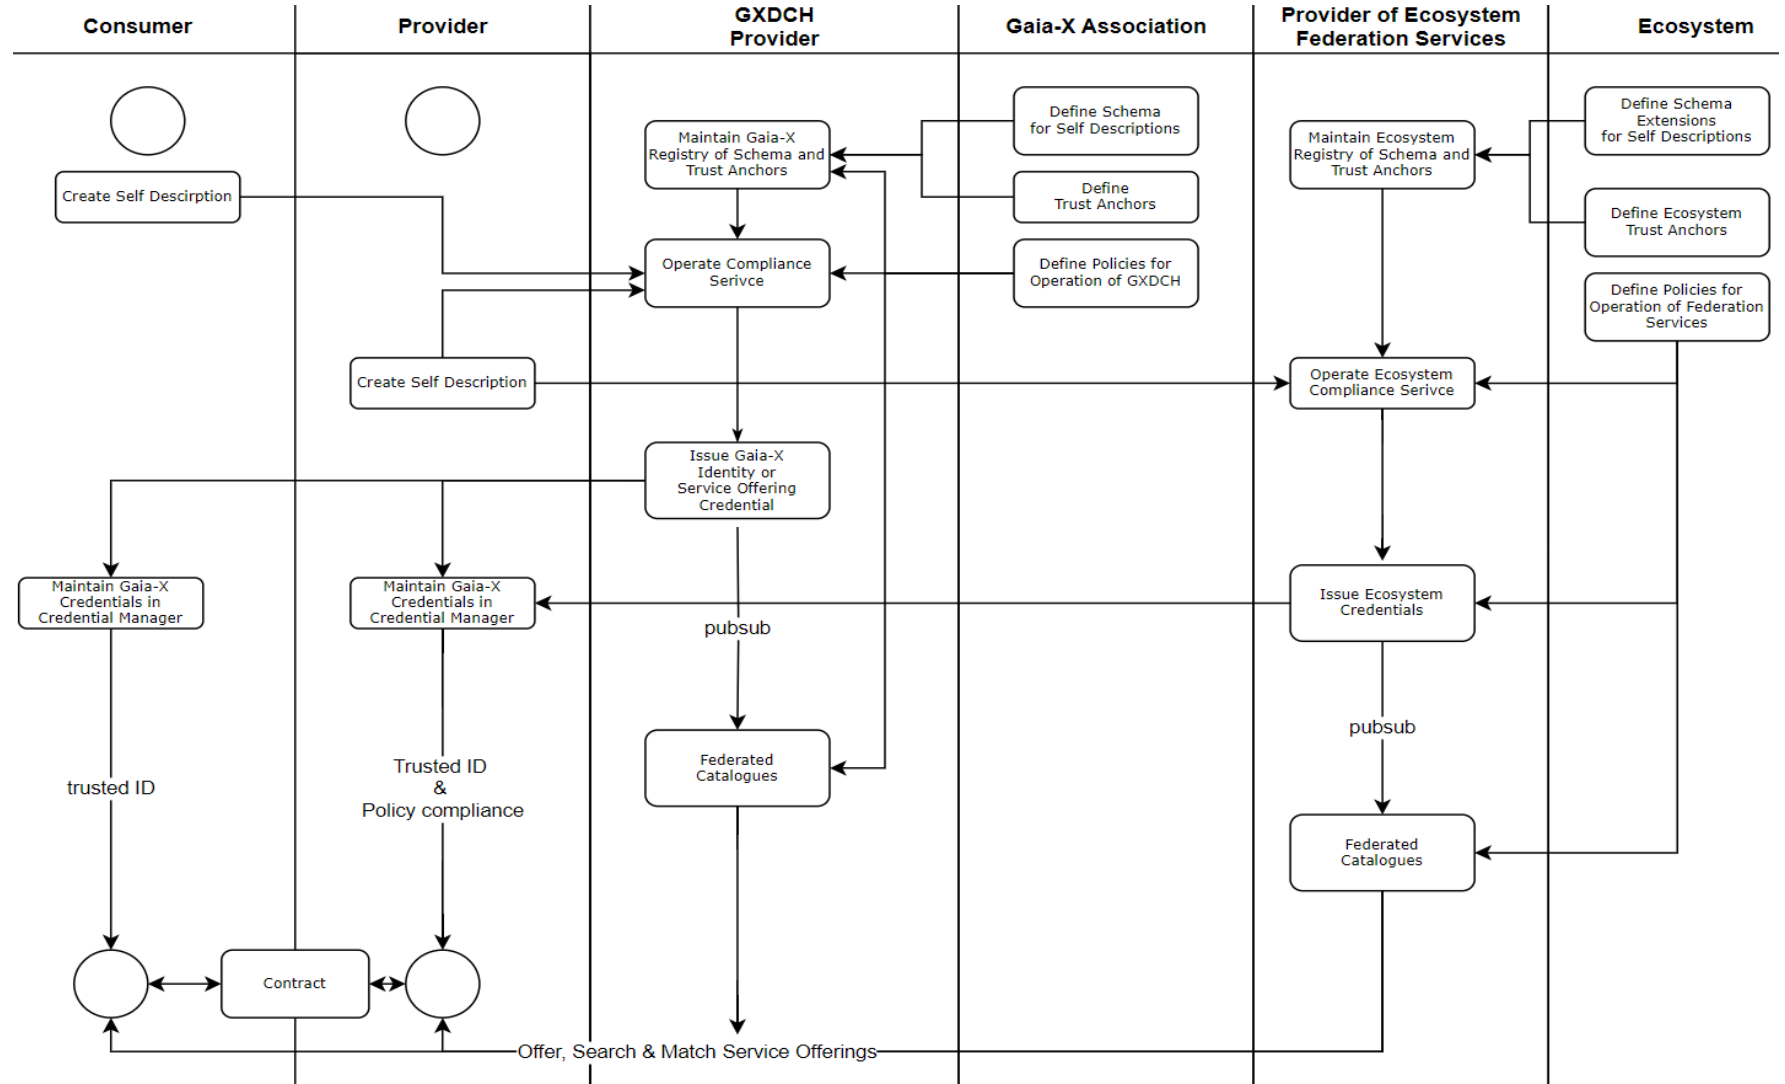 Consumer
Provider
GXDCH
Provider
Gaia-X Association
Provider of Ecosystem
Federation Services
Ecosystem
Define Schema
for Self Descriptions
Define Schema
Extensions
for Self Descriptions
Maintain Gaia-X
Registry of Schema and
Trust Anchors
Maintain Ecosystem
Registry of Schema and
Trust Anchors
Create Self Descirption
Define
Trust Anchors
Define Ecosystem
Trust Anchors
Operate Compliance
Serivce
Define Policies for
Operation of GXDCH
Define Policies for
Operation of Federation
Services
Create Self Description
Operate Ecosystem
Compliance Serivce
Issue Gaia-X
Identity or
Service Offering
Credential
Maintain Gaia-X
Credentials in
Credential Manager
Maintain Gaia-X
Credentials in
Credential Manager
Issue Ecosystem
Credentials
pubsub
pubsub
trusted ID
Trusted ID
&
Policy compliance
Federated
Catalogues
Federated
Catalogues
Contract
Offer, Search & Match Service Offerings